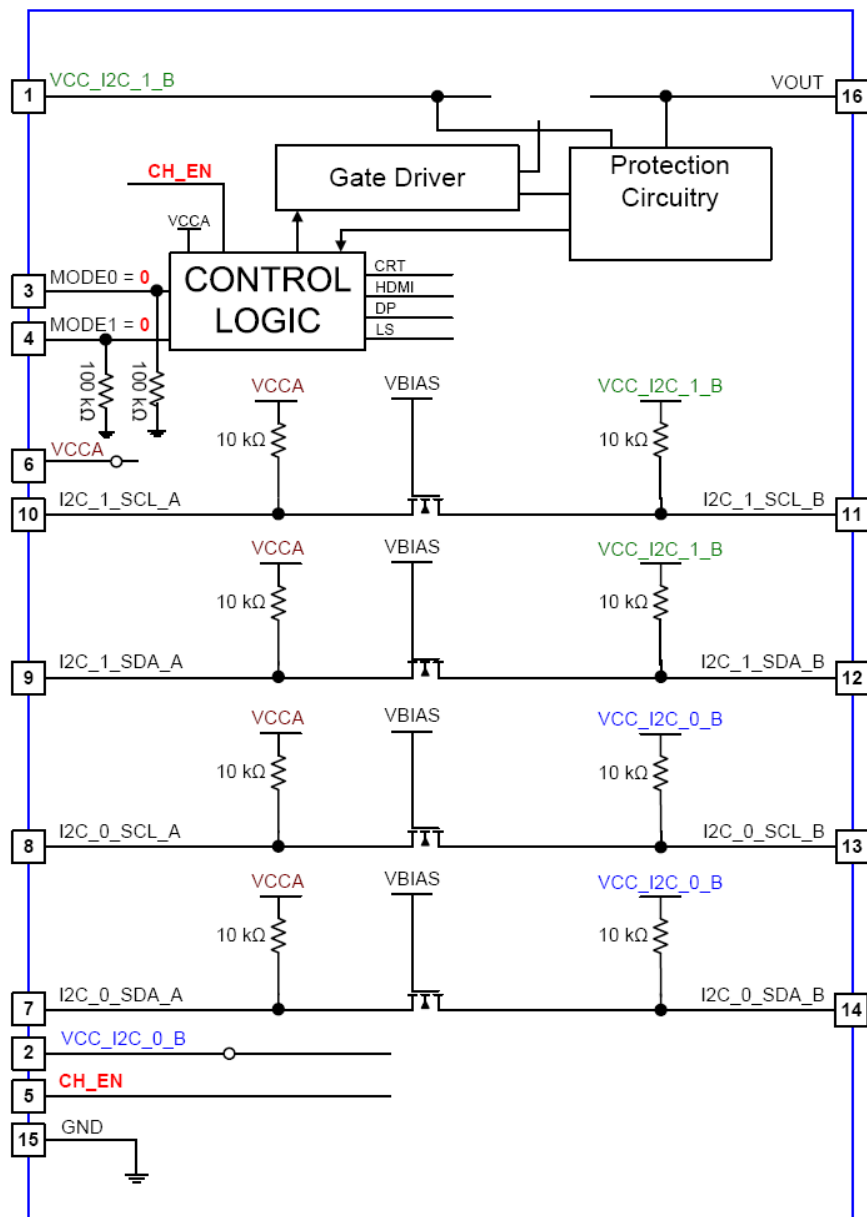 VCC_I2C_1_B
1
VOUT
16
CH_EN
Gate Driver
Protection
Circuitry
VCCA
CONTROL
LOGIC
CRT
HDMI
DP
LS
3
MODE0 = 0
4
MODE1 = 0
100 kΩ
100 kΩ
VCCA
6
VCCA
10 kΩ
VBIAS
VCC_I2C_1_B
10 kΩ
10
I2C_1_SCL_A
I2C_1_SCL_B
11
VCCA
10 kΩ
VBIAS
VCC_I2C_1_B
10 kΩ
9
I2C_1_SDA_A
I2C_1_SDA_B
12
VCCA
10 kΩ
VBIAS
VCC_I2C_0_B
10 kΩ
8
I2C_0_SCL_A
I2C_0_SCL_B
13
VCCA
10 kΩ
VBIAS
VCC_I2C_0_B
10 kΩ
7
I2C_0_SDA_A
I2C_0_SDA_B
14
2
VCC_I2C_0_B
5
CH_EN
15
GND